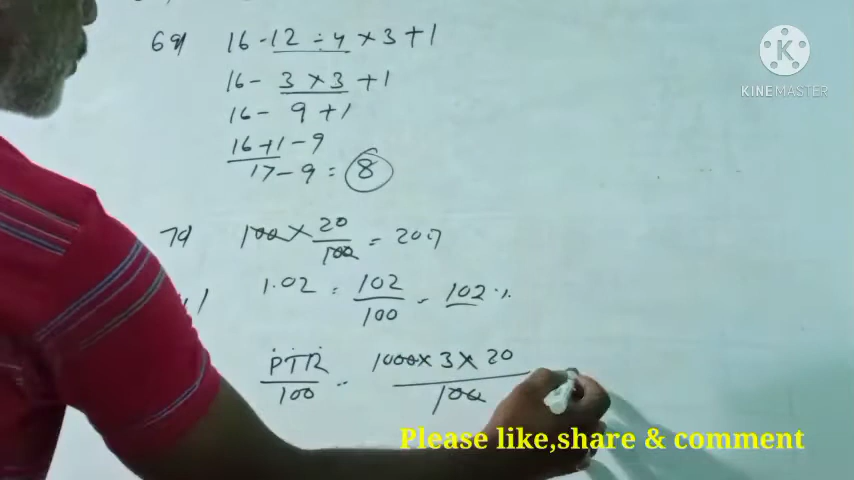 69) 16-12÷4×3+1
KINEMASTER
16- 3×3+1
16- 9+1
16+1-9
17-9 = 8
79 100×20/100 = 20.7
1.02 = 102/100 - 102%
PTR/100 = 1000×3×20/100
Please like,share & comment